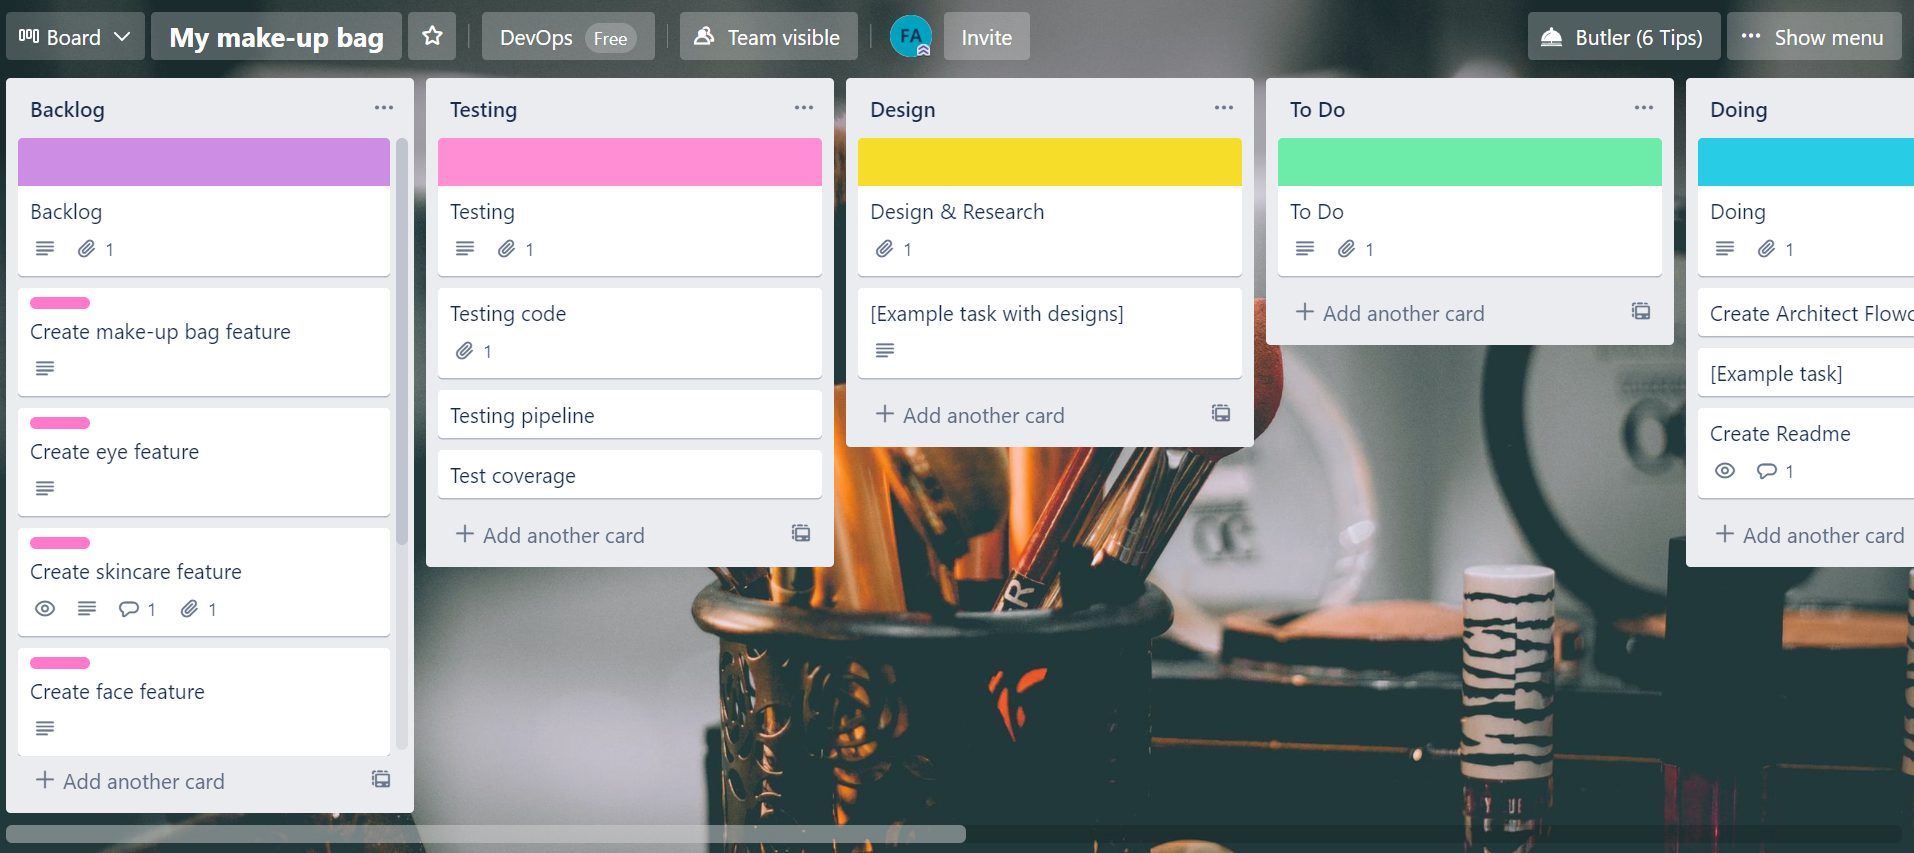 Board
My make-up bag
DevOps Free
Team visible
FA
Invite
Butler (6 Tips)
Show menu
Backlog
Backlog
1
Create make-up bag feature
Create eye feature
Create skincare feature
1 1
Create face feature
Add another card
Testing
Testing
1
Testing code
1
Testing pipeline
Test coverage
Add another card
Design
Design & Research
1
[Example task with designs]
Add another card
To Do
To Do
1
Add another card
Doing
Doing
1
Create Architect
[Example task]
Create Readme
1
Add another card